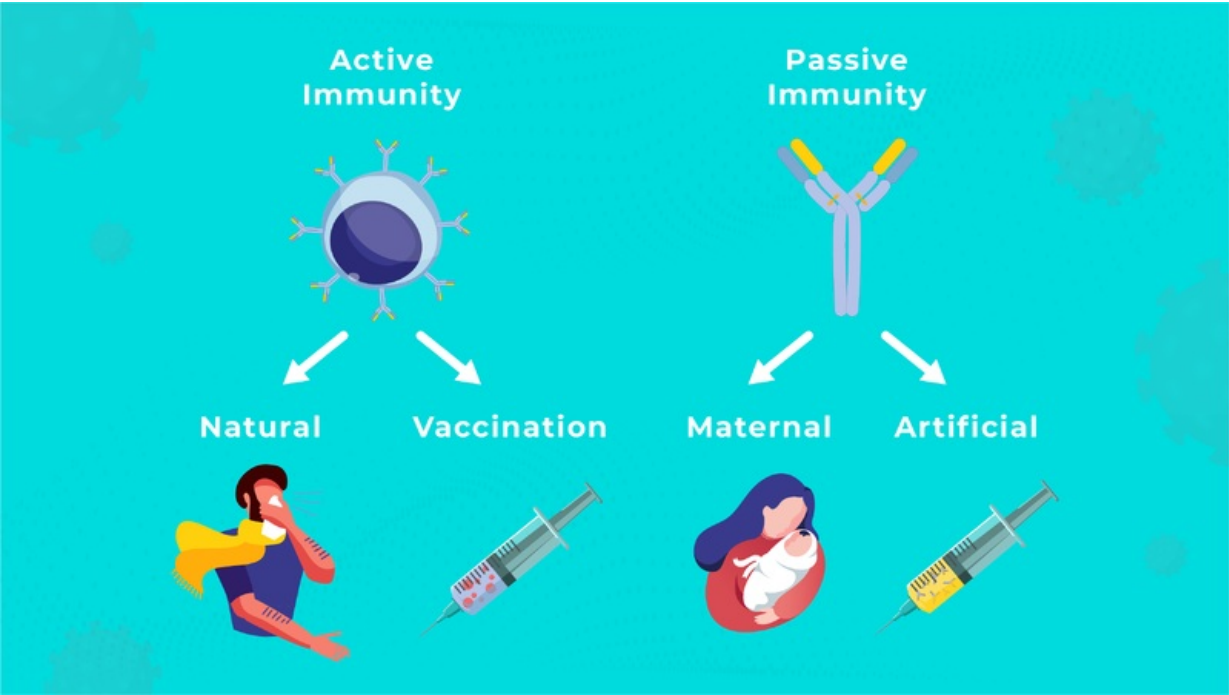 Active
Immunity
Passive
Immunity
Natural
Vaccination
Maternal
Artificial